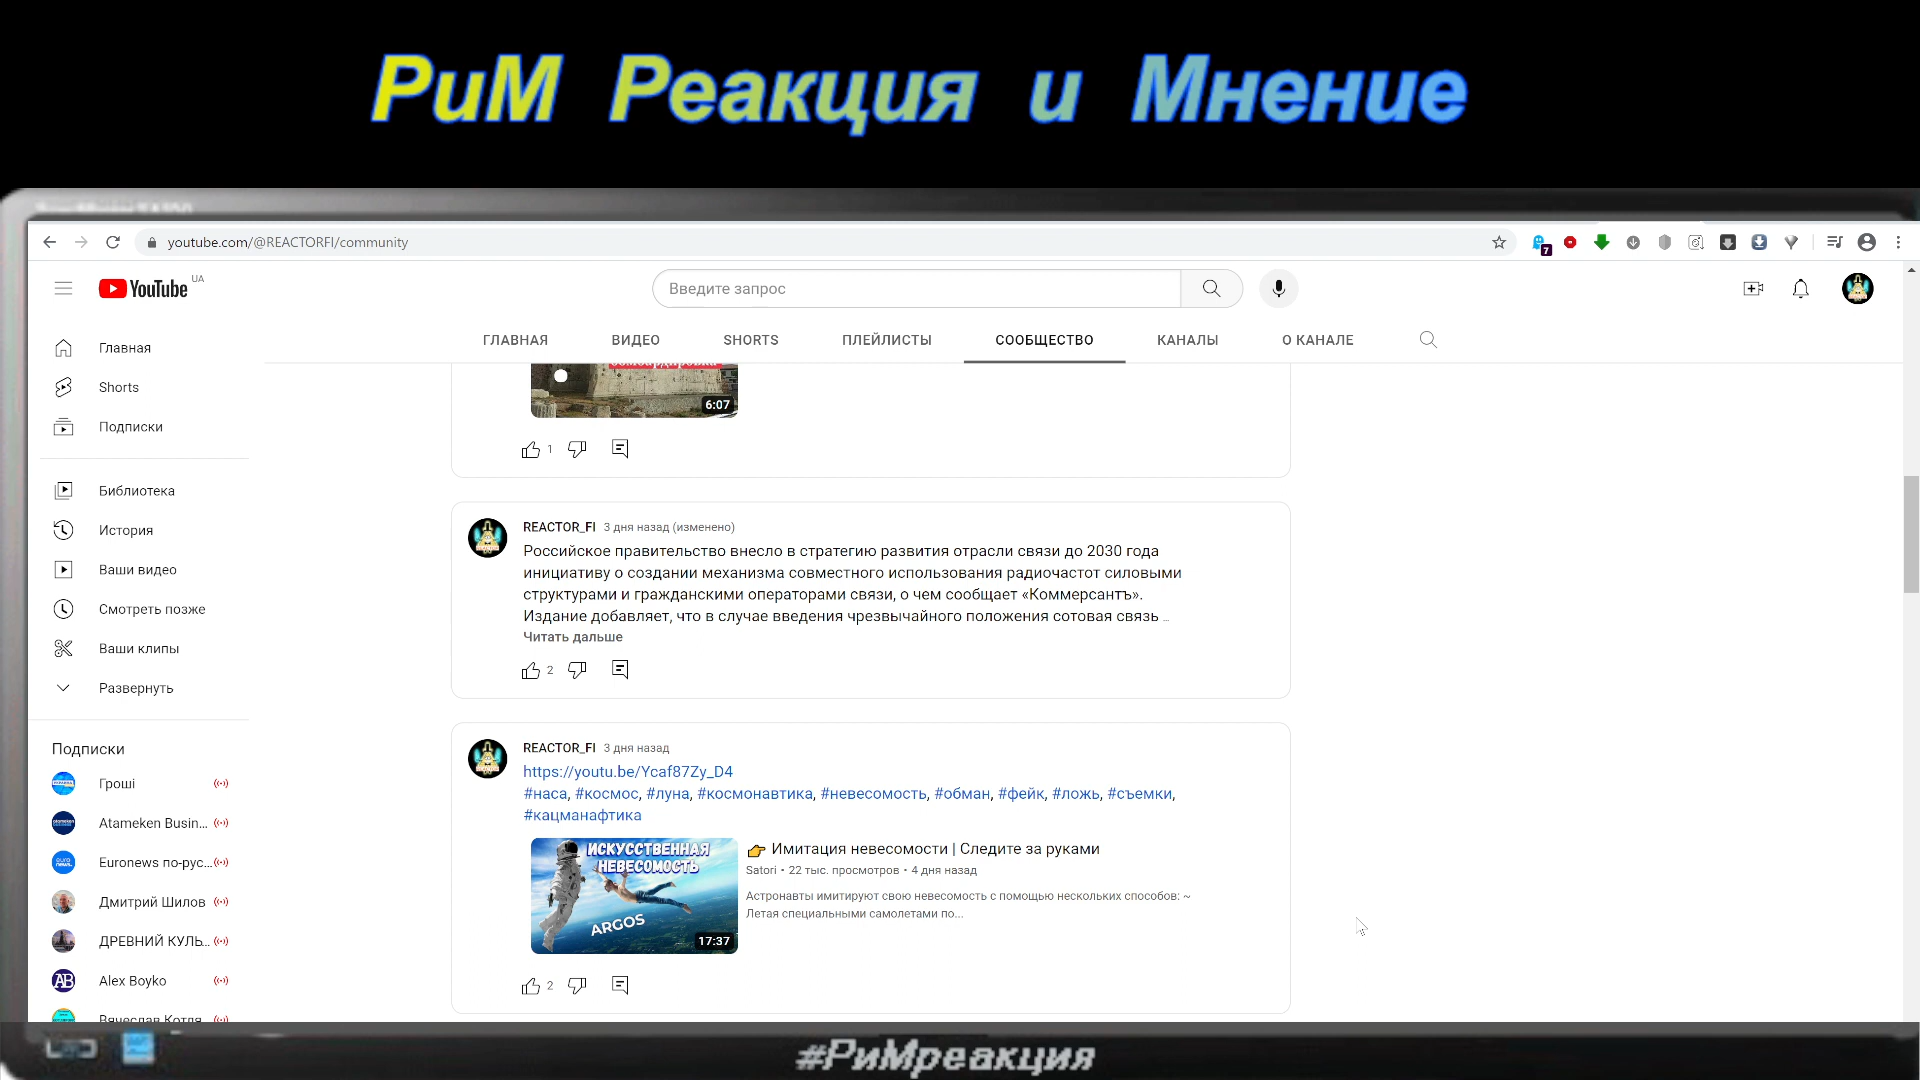 РиМ Реакция и Мнение
youtube.com/@REACTORFI/community
7
YouTube UA
Введите запрос
ГЛАВНАЯ ВИДЕО SHORTS ПЛЕЙЛИСТЫ СООБЩЕСТВО КАНАЛЫ О КАНАЛЕ
Главная
Shorts
Подписки
Библиотека
История
Ваши видео
Смотреть позже
Ваши клипы
Развернуть
Подписки
Гроші
Atameken Busin...
Euronews по-рус...
Дмитрий Шилов
ДРЕВНИЙ КУЛЬ...
Alex Boyko
Вячеслав Котля
6:07
1
REACTOR_FI 3 дня назад (изменено)
Российское правительство внесло в стратегию развития отрасли связи до 2030 года
инициативу о создании механизма совместного использования радиочастот силовыми
структурами и гражданскими операторами связи, о чем сообщает «Коммерсантъ».
Издание добавляет, что в случае введения чрезвычайного положения сотовая связь ...
Читать дальше
2
REACTOR_FI 3 дня назад
https://youtu.be/Ycaf87Zy_D4
#наса, #космос, #луна, #космонавтика, #невесомость, #обман, #фейк, #ложь, #съемки,
#кацманафтика
ИСКУССТВЕННАЯ
НЕВЕСОМОСТЬ
ARGOS
17:37
Имитация невесомости | Следите за руками
Satori • 22 тыс. просмотров • 4 дня назад
Астронавты имитируют свою невесомость с помощью нескольких способов: ~
Летая специальными самолетами по...
2
#РиМреакция